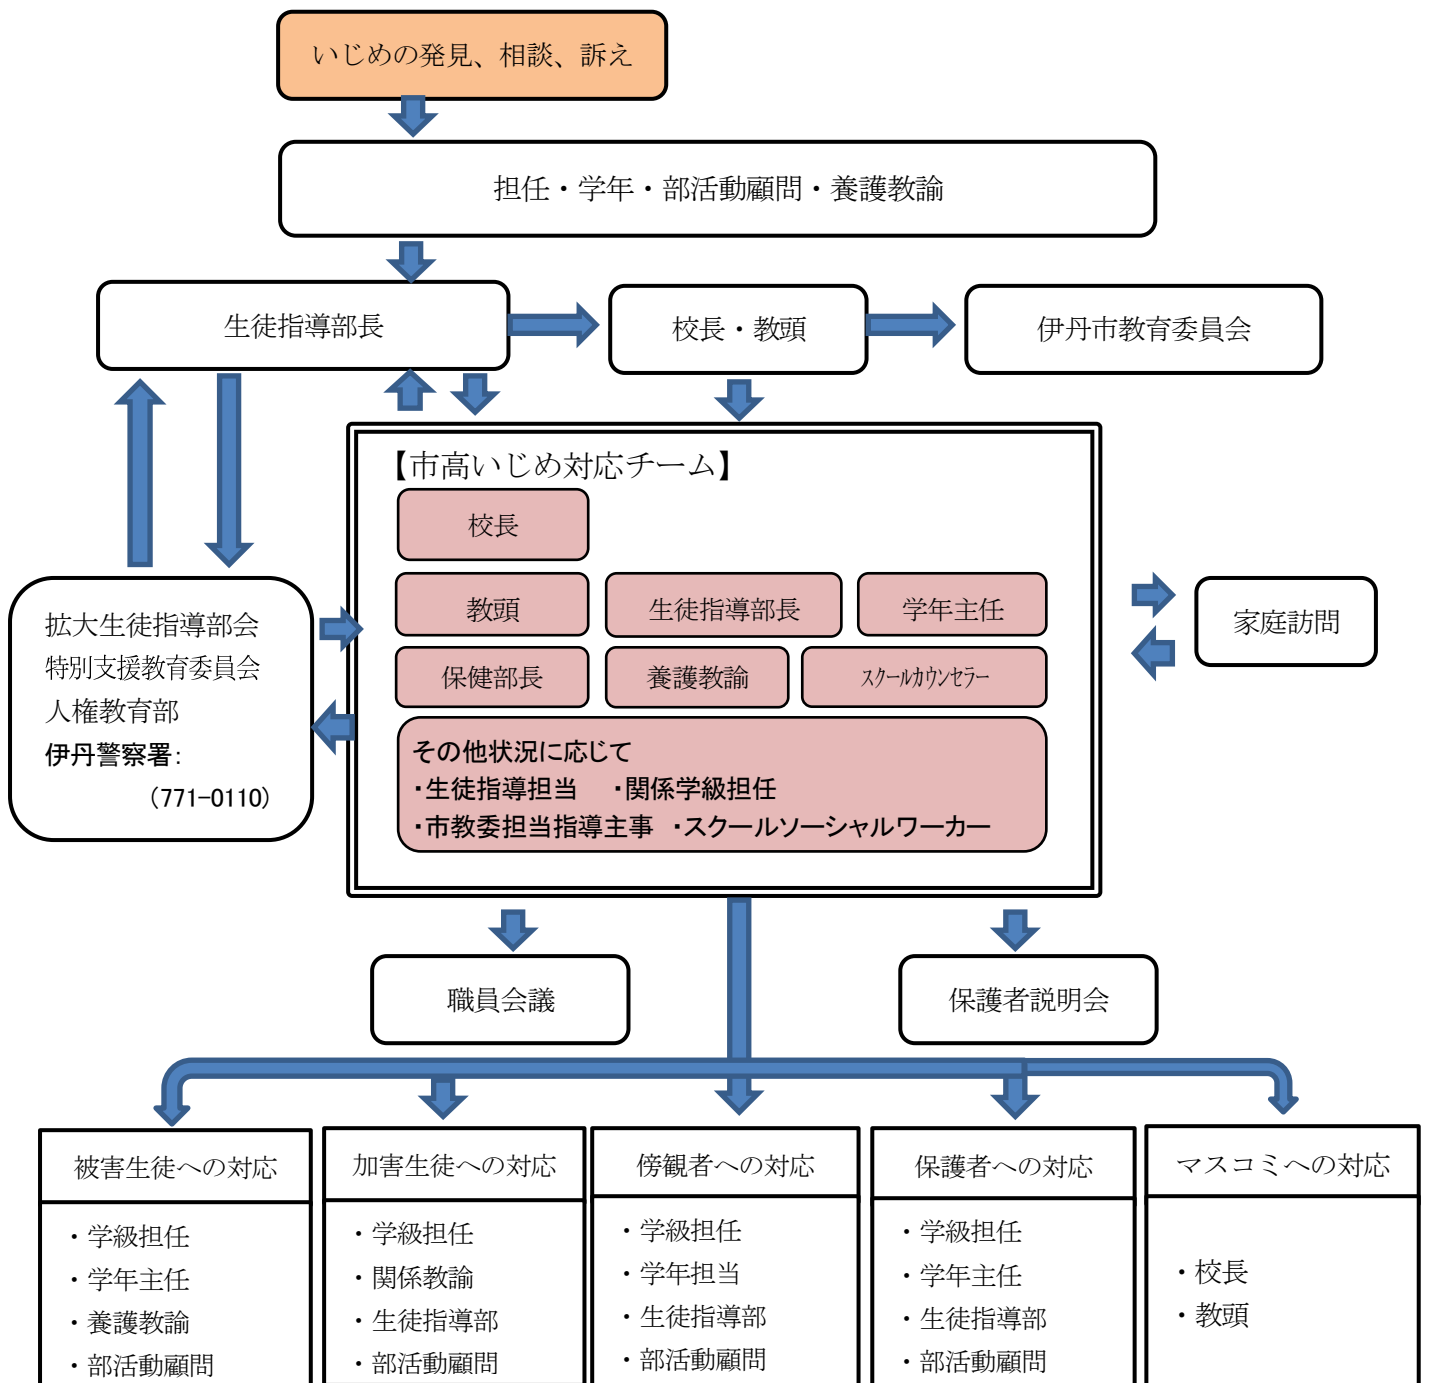 いじめの発見、相談、訴え
担任・学年・部活動顧問・養護教諭
生徒指導部長
校長・教頭
伊丹市教育委員会
【市高いじめ対応チーム】
校長
教頭
生徒指導部長
学年主任
保健部長
養護教諭
スクールカウンセラー
その他状況に応じて
・生徒指導担当 ・関係学級担任
・市教委担当指導主事 ・スクールソーシャルワーカー
拡大生徒指導部会
特別支援教育委員会
人権教育部
伊丹警察署:
(771-0110)
家庭訪問
職員会議
保護者説明会
被害生徒への対応
・学級担任
・学年主任
・養護教諭
・部活動顧問
加害生徒への対応
・学級担任
・関係教諭
・生徒指導部
・部活動顧問
傍観者への対応
・学級担任
・学年担当
・生徒指導部
・部活動顧問
保護者への対応
・学級担任
・学年主任
・生徒指導部
・部活動顧問
マスコミへの対応
・校長
・教頭